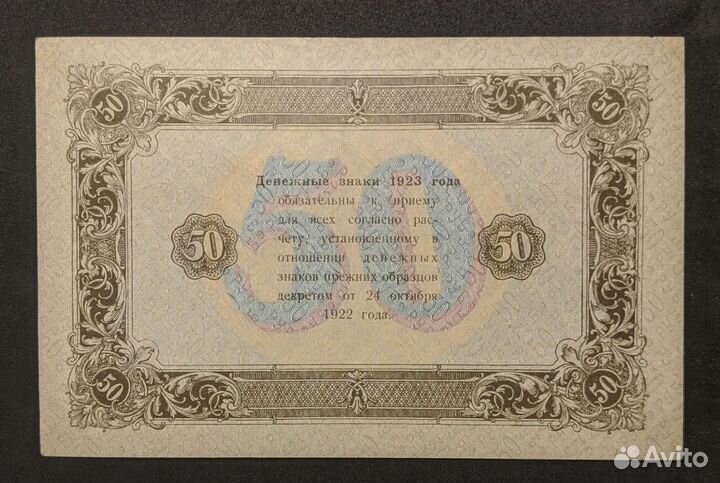 50 50
Денежные знаки 1923 года
обязательны к приему
для всех согласно рас-
50 чету, установленному в 50
отношении денежных
знаков прежних образцов
декретом от 24 октября
1922 года.
50
50 50
Avito